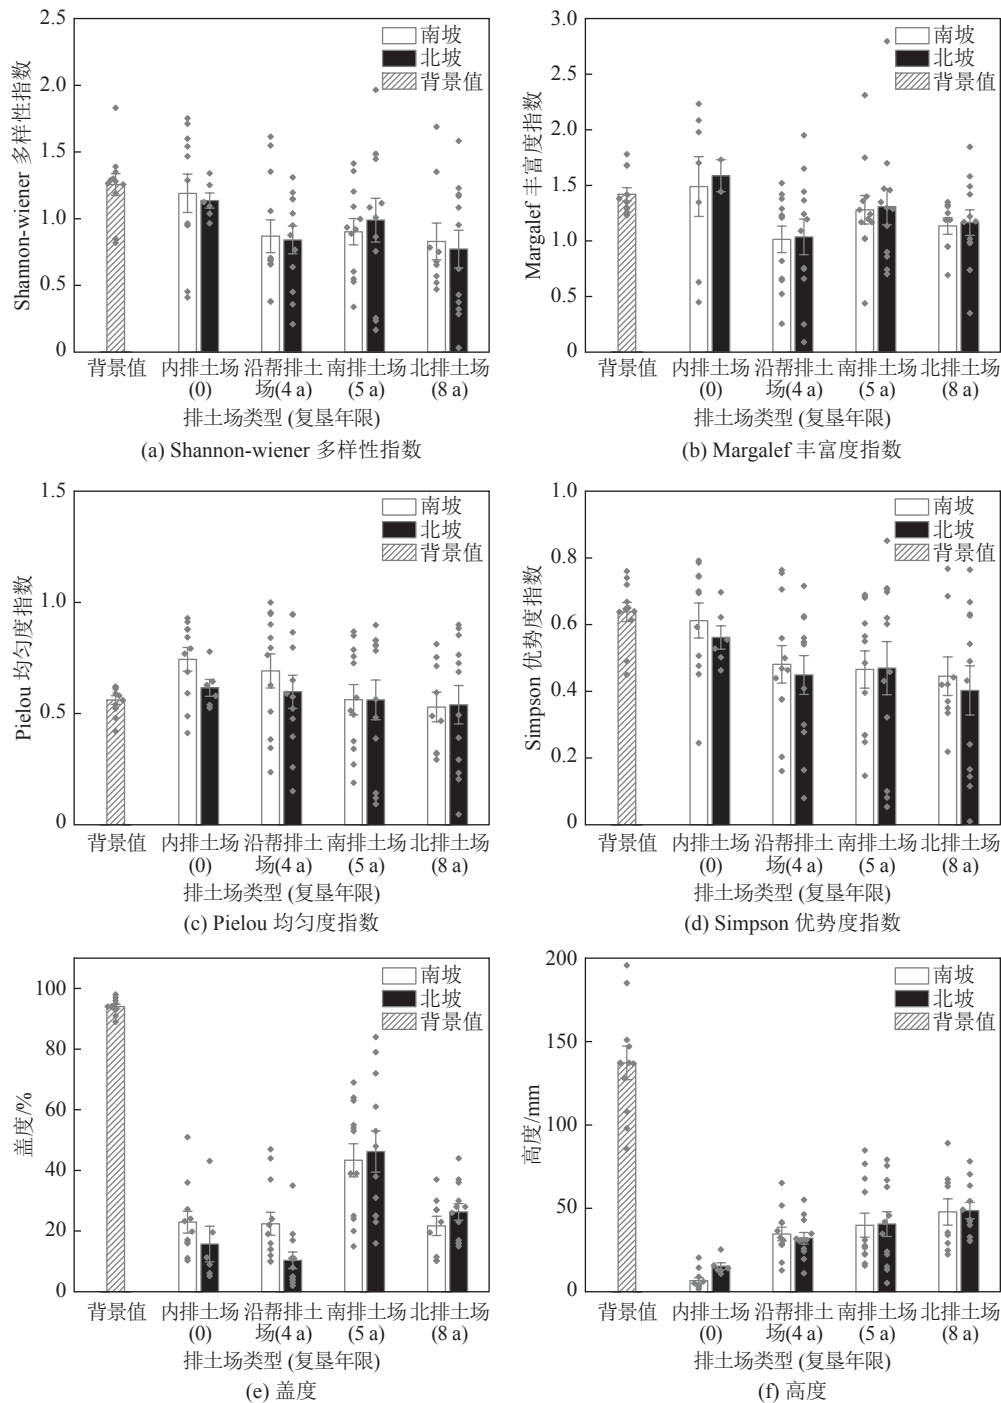 2.5
2.0
1.5
1.0
0.5
0
Shannon-wiener 多样性指数
南坡
北坡
背景值
背景值 内排土场 沿帮排土 南排土场 北排土场
(0) 场(4 a) (5 a) (8 a)
排土场类型 (复垦年限)
(a) Shannon-wiener 多样性指数
3.0
2.5
2.0
1.5
1.0
0.5
0
Margalef 丰富度指数
南坡
北坡
背景值
背景值 内排土场 沿帮排土 南排土场 北排土场
(0) 场(4 a) (5 a) (8 a)
排土场类型 (复垦年限)
(b) Margalef 丰富度指数
1.5
1.0
0.5
0
Pielou 均匀度指数
南坡
北坡
背景值
背景值 内排土场 沿帮排土 南排土场 北排土场
(0) 场(4 a) (5 a) (8 a)
排土场类型 (复垦年限)
(c) Pielou 均匀度指数
1.0
0.8
0.6
0.4
0.2
0
Simpson 优势度指数
南坡
北坡
背景值
背景值 内排土场 沿帮排土 南排土场 北排土场
(0) 场(4 a) (5 a) (8 a)
排土场类型 (复垦年限)
(d) Simpson 优势度指数
100
80
60
40
20
0
盖度/%
南坡
北坡
背景值
背景值 内排土场 沿帮排土 南排土场 北排土场
(0) 场(4 a) (5 a) (8 a)
排土场类型 (复垦年限)
(e) 盖度
200
150
100
50
0
高度/mm
南坡
北坡
背景值
背景值 内排土场 沿帮排土 南排土场 北排土场
(0) 场(4 a) (5 a) (8 a)
排土场类型 (复垦年限)
(f) 高度